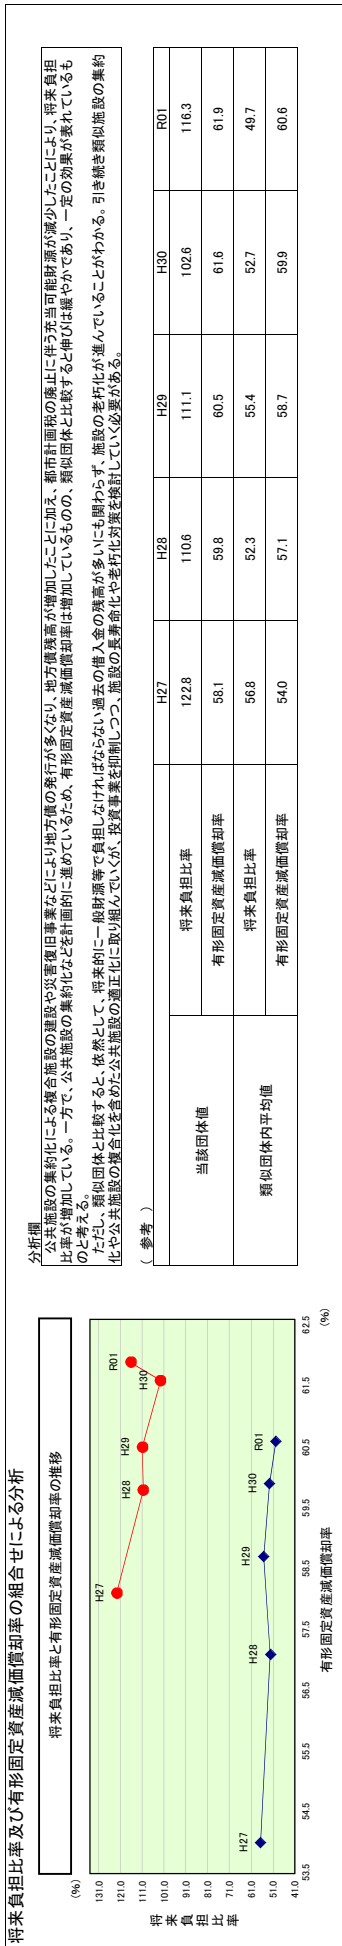 将来負担比率及び有形固定資産減価償却率の組合せによる分析
将来負担比率と有形固定資産減価償却率の推移
(%)
将来負担比率
131.0
121.0
111.0
101.0
91.0
81.0
71.0
61.0
51.0
41.0
H27
H28
H29
H30
R01
H27
H28
H29
H30
R01
53.5
54.5
55.5
56.5
57.5
58.5
59.5
60.5
61.5
62.5
有形固定資産減価償却率
(%)
分析欄
公共施設の集約化による複合施設の建設や災害復旧事業などにより地方債の発行が多くなり、地方債残高が増加したことに加え、都市計画税の廃止に伴う充当可能財源が減少したことにより、将来負担
比率が増加している。一方で、公共施設の集約化などを計画的に進めているため、有形固定資産減価償却率は増加しているものの、類似団体と比較すると伸びは緩やかであり、一定の効果が表れているも
のと考える。
ただし、類似団体と比較すると、依然として、将来的に一般財源等で負担しなければならない過去の借入金の残高が多いにも関わらず、施設の老朽化が進んでいることがわかる。引き続き類似施設の集約
化や公共施設の複合化を含めた公共施設の適正化に取り組んでいくが、投資事業を抑制しつつ、施設の長寿命化や老朽化対策を検討していく必要がある。
（参考）
H27 H28 H29 H30 R01
当該団体値 将来負担比率 122.8 110.6 111.1 102.6 116.3
有形固定資産減価償却率 58.1 59.8 60.5 61.6 61.9
類似団体内平均値 将来負担比率 56.8 52.3 55.4 52.7 49.7
有形固定資産減価償却率 54.0 57.1 58.7 59.9 60.6